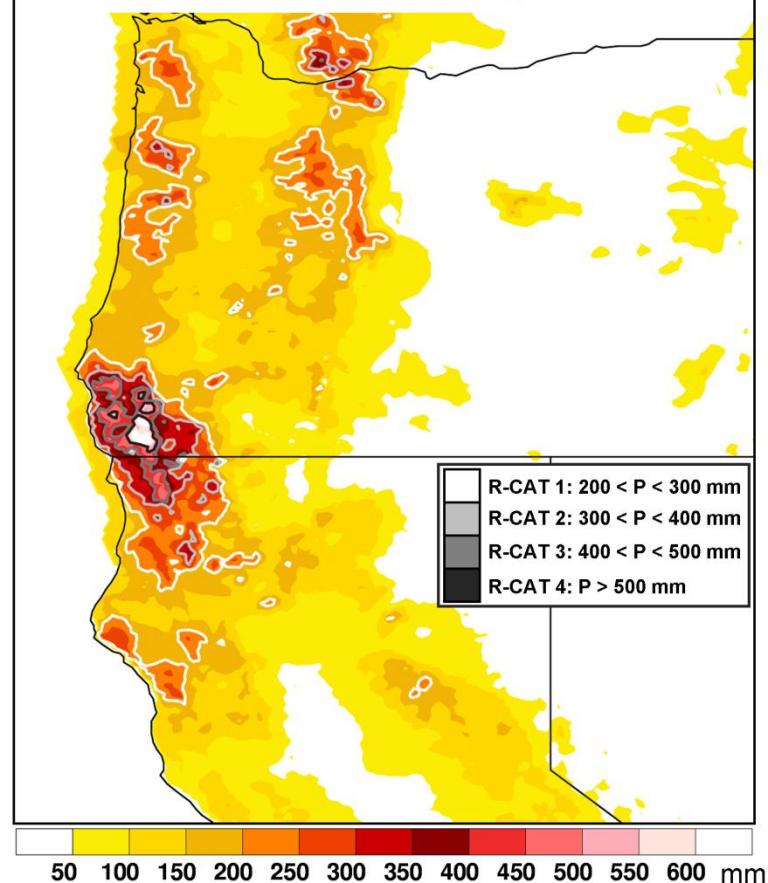 R-CAT 1: 200 < P < 300 mm
R-CAT 2: 300 < P < 400 mm
R-CAT 3: 400 < P < 500 mm
R-CAT 4: P > 500 mm
50 100 150 200 250 300 350 400 450 500 550 600 mm